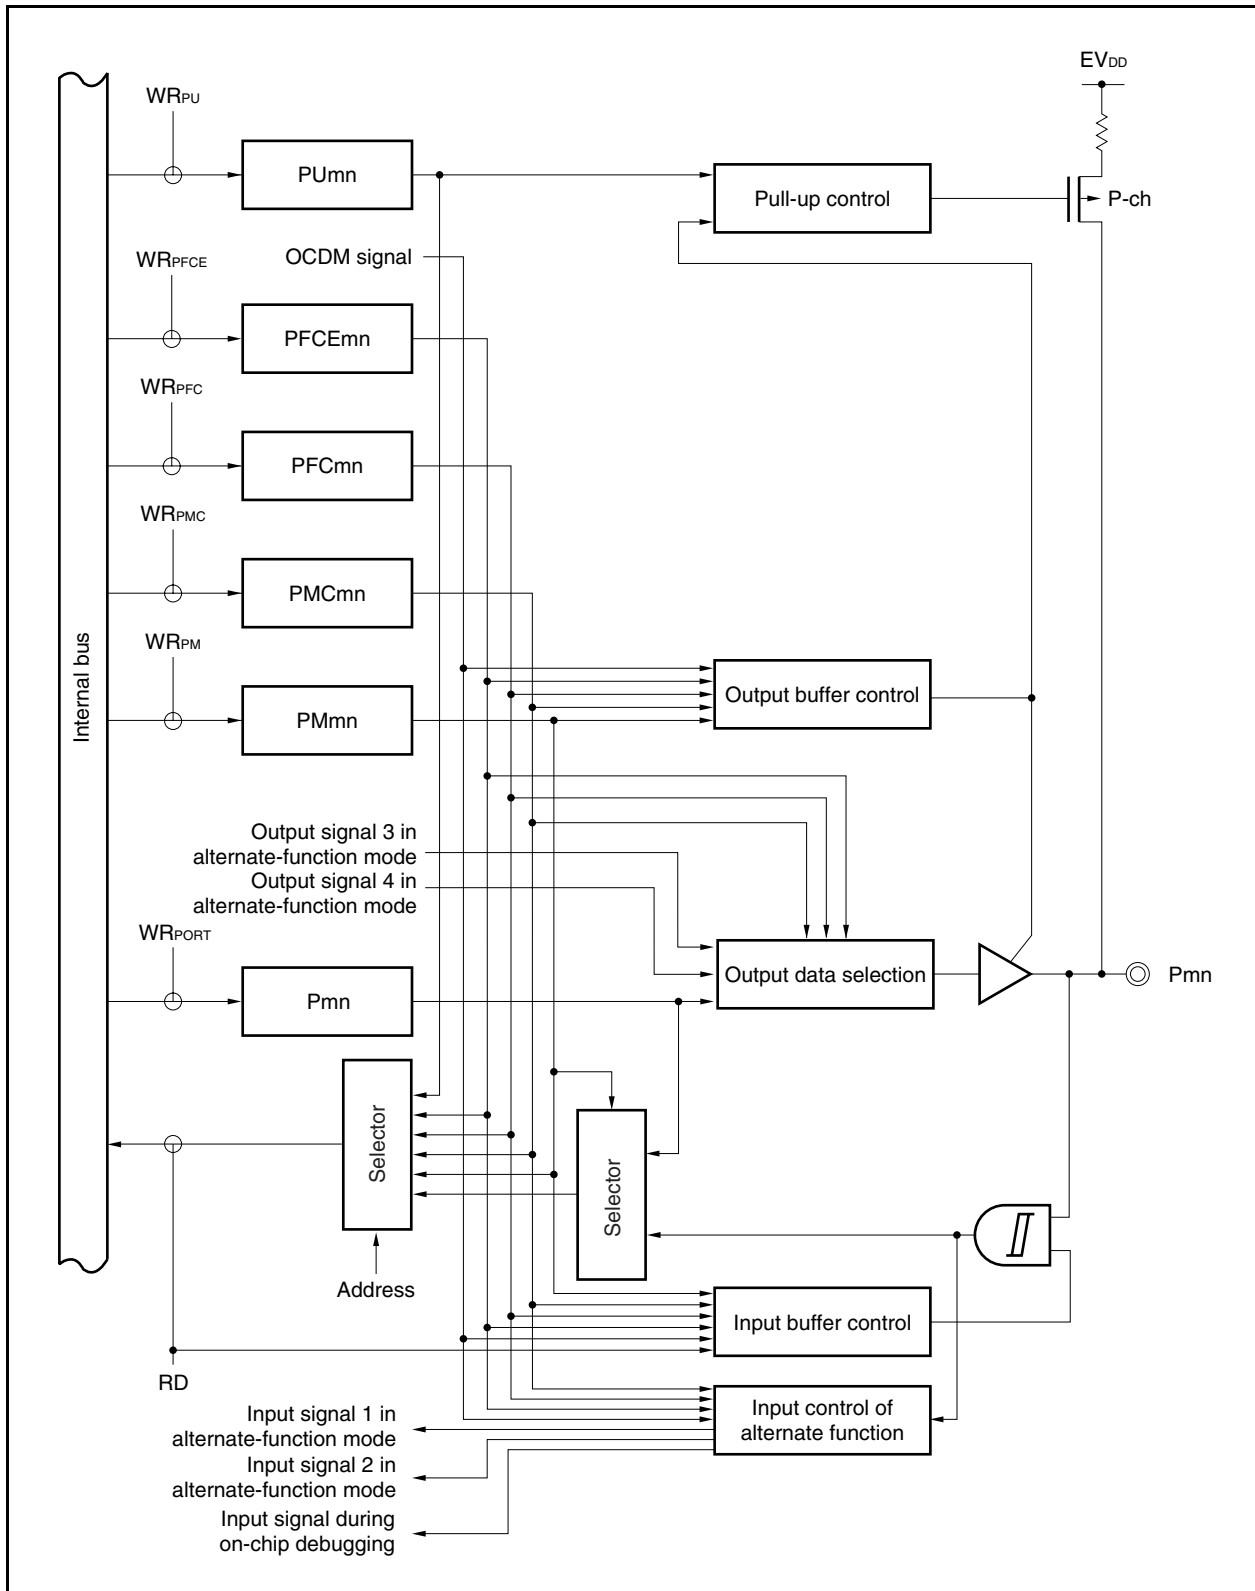 EVDD
WRPU
PUmn
Pull-up control
P-ch
OCDM signal
WRPFCE
PFCEmn
WRPFC
PFCmn
WRPMC
PMCmn
Internal bus
WRPM
PMmn
Output buffer control
Output signal 3 in
alternate-function mode
Output signal 4 in
alternate-function mode
WRPORT
Pmn
Output data selection
Pmn
Selector
Selector
Address
Input buffer control
RD
Input control of
alternate function
Input signal 1 in
alternate-function mode
Input signal 2 in
alternate-function mode
Input signal during
on-chip debugging